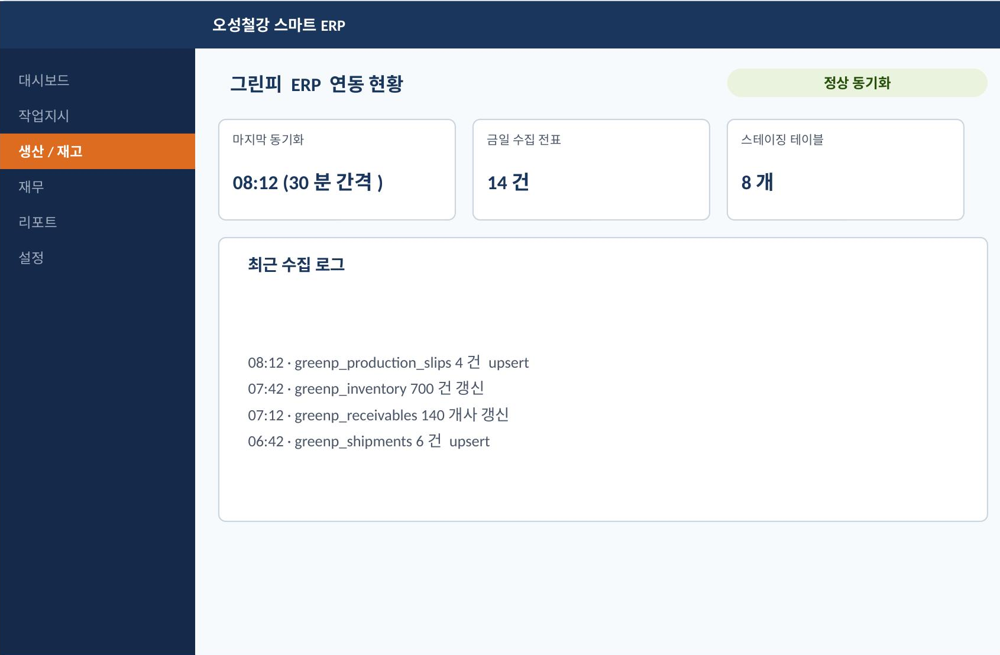 오성철강 스마트 ERP
대시보드
작업지시
생산 / 재고
재무
리포트
설정
그린피 ERP 연동 현황
정상 동기화
마지막 동기화
08:12 (30 분 간격 )
금일 수집 전표
14 건
스테이징 테이블
8 개
최근 수집 로그
08:12 · greenp_production_slips 4 건 upsert
07:42 · greenp_inventory 700 건 갱신
07:12 · greenp_receivables 140 개사 갱신
06:42 · greenp_shipments 6 건 upsert